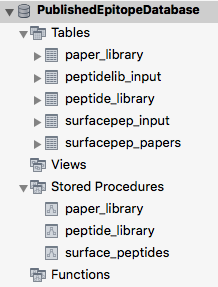 PublishedEpitopeDatabase
Tables
paper_library
peptidelib_input
peptide_library
surfacepep_input
surfacepep_papers
Views
Stored Procedures
paper_library
peptide_library
surface_peptides
Functions